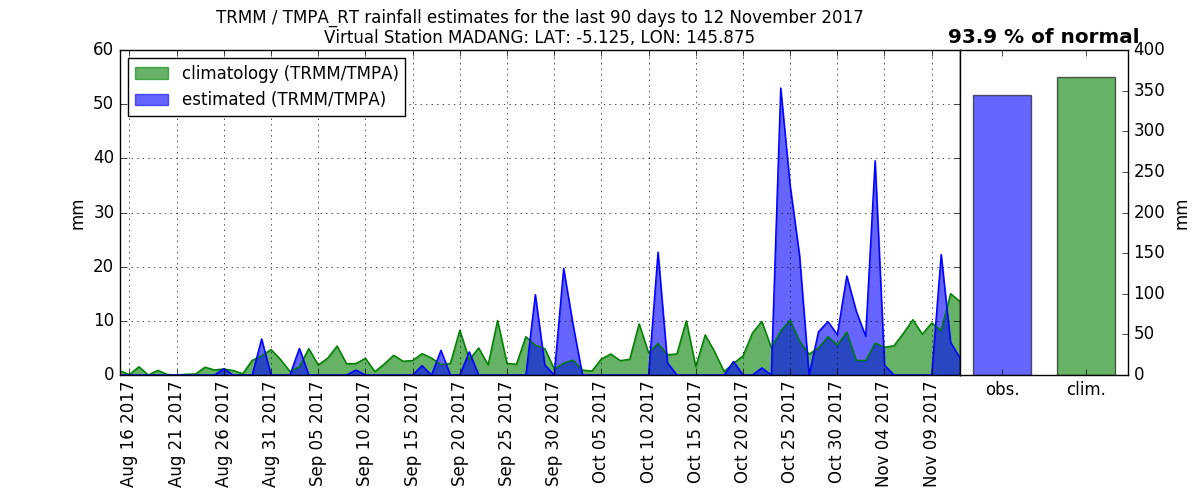 TRMM / TMPA_RT rainfall estimates for the last 90 days to 12 November 2017
Virtual Station MADANG: LAT: -5.125, LON: 145.875
93.9 % of normal
climatology (TRMM/TMPA)
estimated (TRMM/TMPA)
60
50
40
30
20
10
0
mm
400
350
300
250
200
150
100
50
0
mm
Aug 16 2017
Aug 21 2017
Aug 26 2017
Aug 31 2017
Sep 05 2017
Sep 10 2017
Sep 15 2017
Sep 20 2017
Sep 25 2017
Sep 30 2017
Oct 05 2017
Oct 10 2017
Oct 15 2017
Oct 20 2017
Oct 25 2017
Oct 30 2017
Nov 04 2017
Nov 09 2017
obs.
clim.